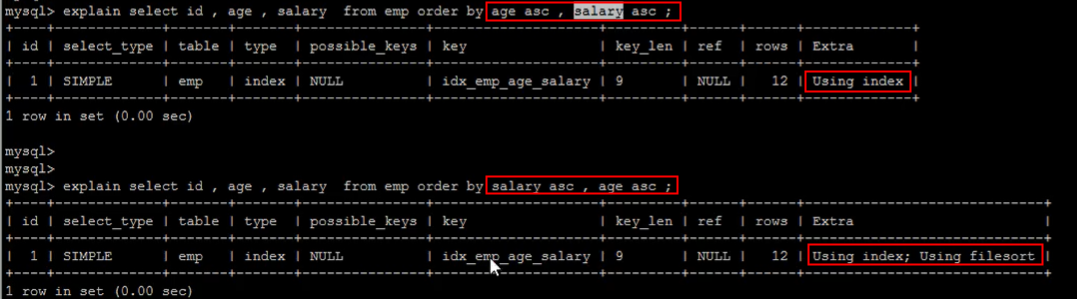 mysql> explain select id , age , salary  from emp order by age asc , salary asc ;
+----+-------------+-------+-------+---------------+--------------------+---------+------+------+-------------+
| id | select_type | table | type  | possible_keys | key                | key_len | ref  | rows | Extra       |
+----+-------------+-------+-------+---------------+--------------------+---------+------+------+-------------+
|  1 | SIMPLE      | emp   | index | NULL          | idx_emp_age_salary | 9       | NULL |   12 | Using index |
+----+-------------+-------+-------+---------------+--------------------+---------+------+------+-------------+
1 row in set (0.00 sec)
mysql>
mysql>
mysql> explain select id , age , salary  from emp order by salary asc , age asc ;
+----+-------------+-------+-------+---------------+--------------------+---------+------+------+-----------------------------+
| id | select_type | table | type  | possible_keys | key                | key_len | ref  | rows | Extra                       |
+----+-------------+-------+-------+---------------+--------------------+---------+------+------+-----------------------------+
|  1 | SIMPLE      | emp   | index | NULL          | idx_emp_age_salary | 9       | NULL |   12 | Using index; Using filesort |
+----+-------------+-------+-------+---------------+--------------------+---------+------+------+-----------------------------+
1 row in set (0.00 sec)